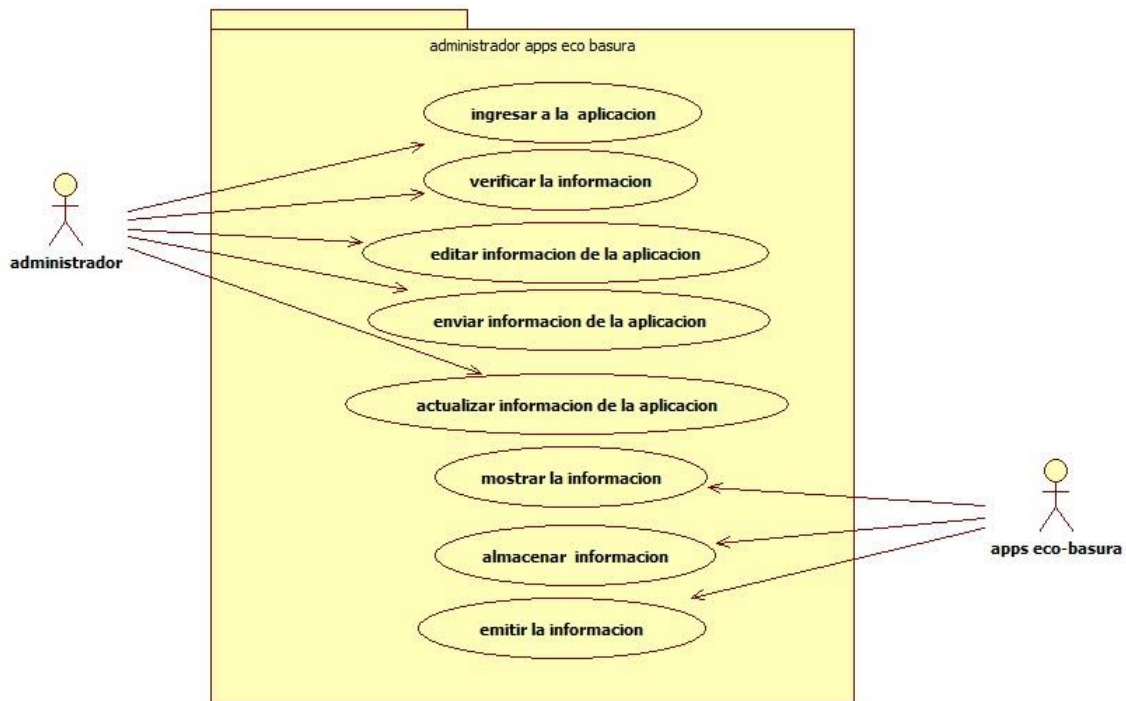 administrador apps eco basura
ingresar a la aplicacion
verificar la informacion
administrador
editar informacion de la aplicacion
enviar informacion de la aplicacion
actualizar informacion de la aplicacion
mostrar la informacion
apps eco-basura
almacenar informacion
emitir la informacion